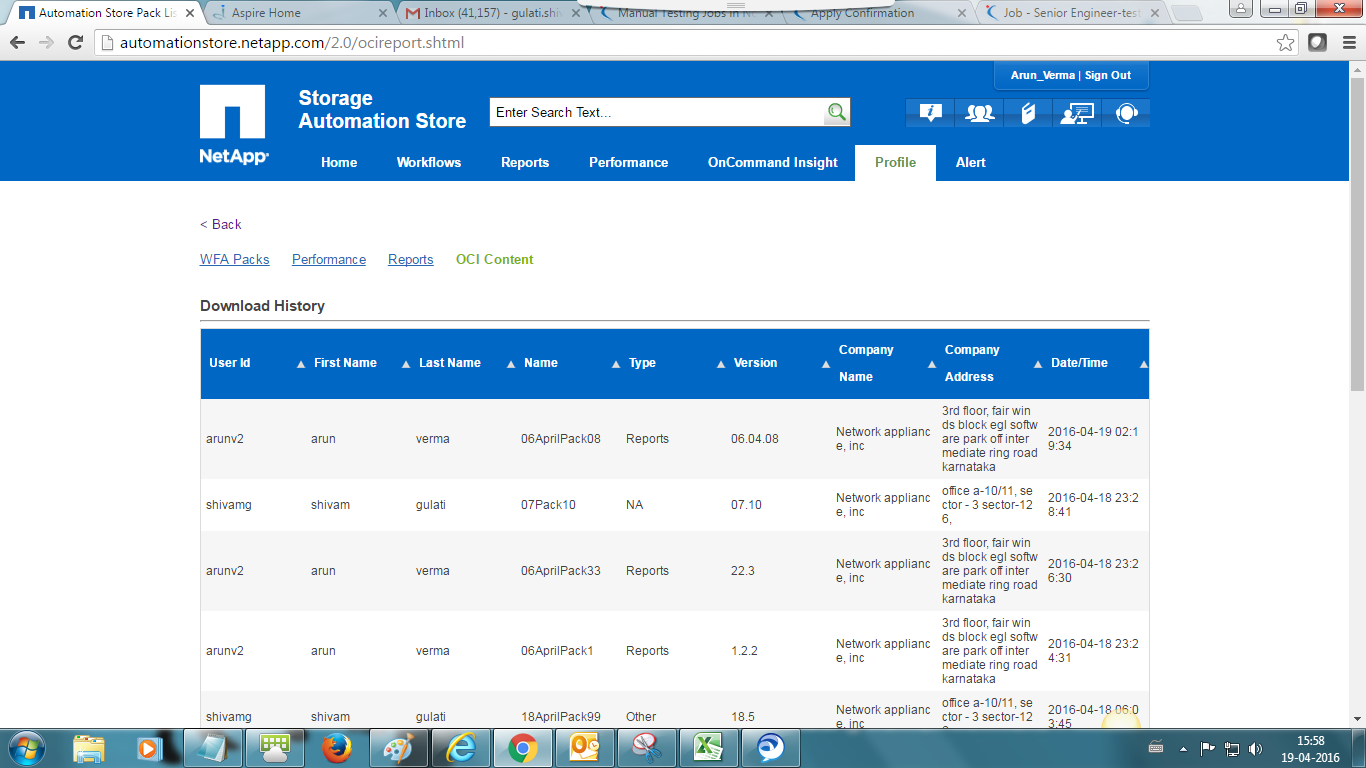 Automation Store Pack Lis
Aspire Home
Inbox (41,157) - gulati.shi
Manual Testing Jobs in N
Apply Confirmation
Job - Senior Engineer-test
automationstore.netapp.com/2.0/ocireport.shtml
Arun_Verma | Sign Out
Storage
Automation Store
Enter Search Text...
NetApp
Home Workflows Reports Performance OnCommand Insight Profile Alert
< Back
WFA Packs Performance Reports OCI Content
Download History
User Id First Name Last Name Name Type Version Company Name Company Address Date/Time
arunv2 arun verma 06AprilPack08 Reports 06.04.08
Network applianc
e, inc
3rd floor, fair win
ds block egl softw
are park off inter
mediate ring road
karnataka
2016-04-19 02:1
9:34
shivamg shivam gulati 07Pack10 NA 07.10
Network applianc
e, inc
office a-10/11, se
ctor - 3 sector-12
6,
2016-04-18 23:2
8:41
arunv2 arun verma 06AprilPack33 Reports 22.3
Network applianc
e, inc
3rd floor, fair win
ds block egl softw
are park off inter
mediate ring road
karnataka
2016-04-18 23:2
6:30
arunv2 arun verma 06AprilPack1 Reports 1.2.2
Network applianc
e, inc
3rd floor, fair win
ds block egl softw
are park off inter
mediate ring road
karnataka
2016-04-18 23:2
4:31
shivamg shivam gulati 18AprilPack99 Other 18.5
Network applianc
e, inc
office a-10/11, se
ctor - 3 sector-12
2016-04-18 06:0
3:45
15:58
19-04-2016